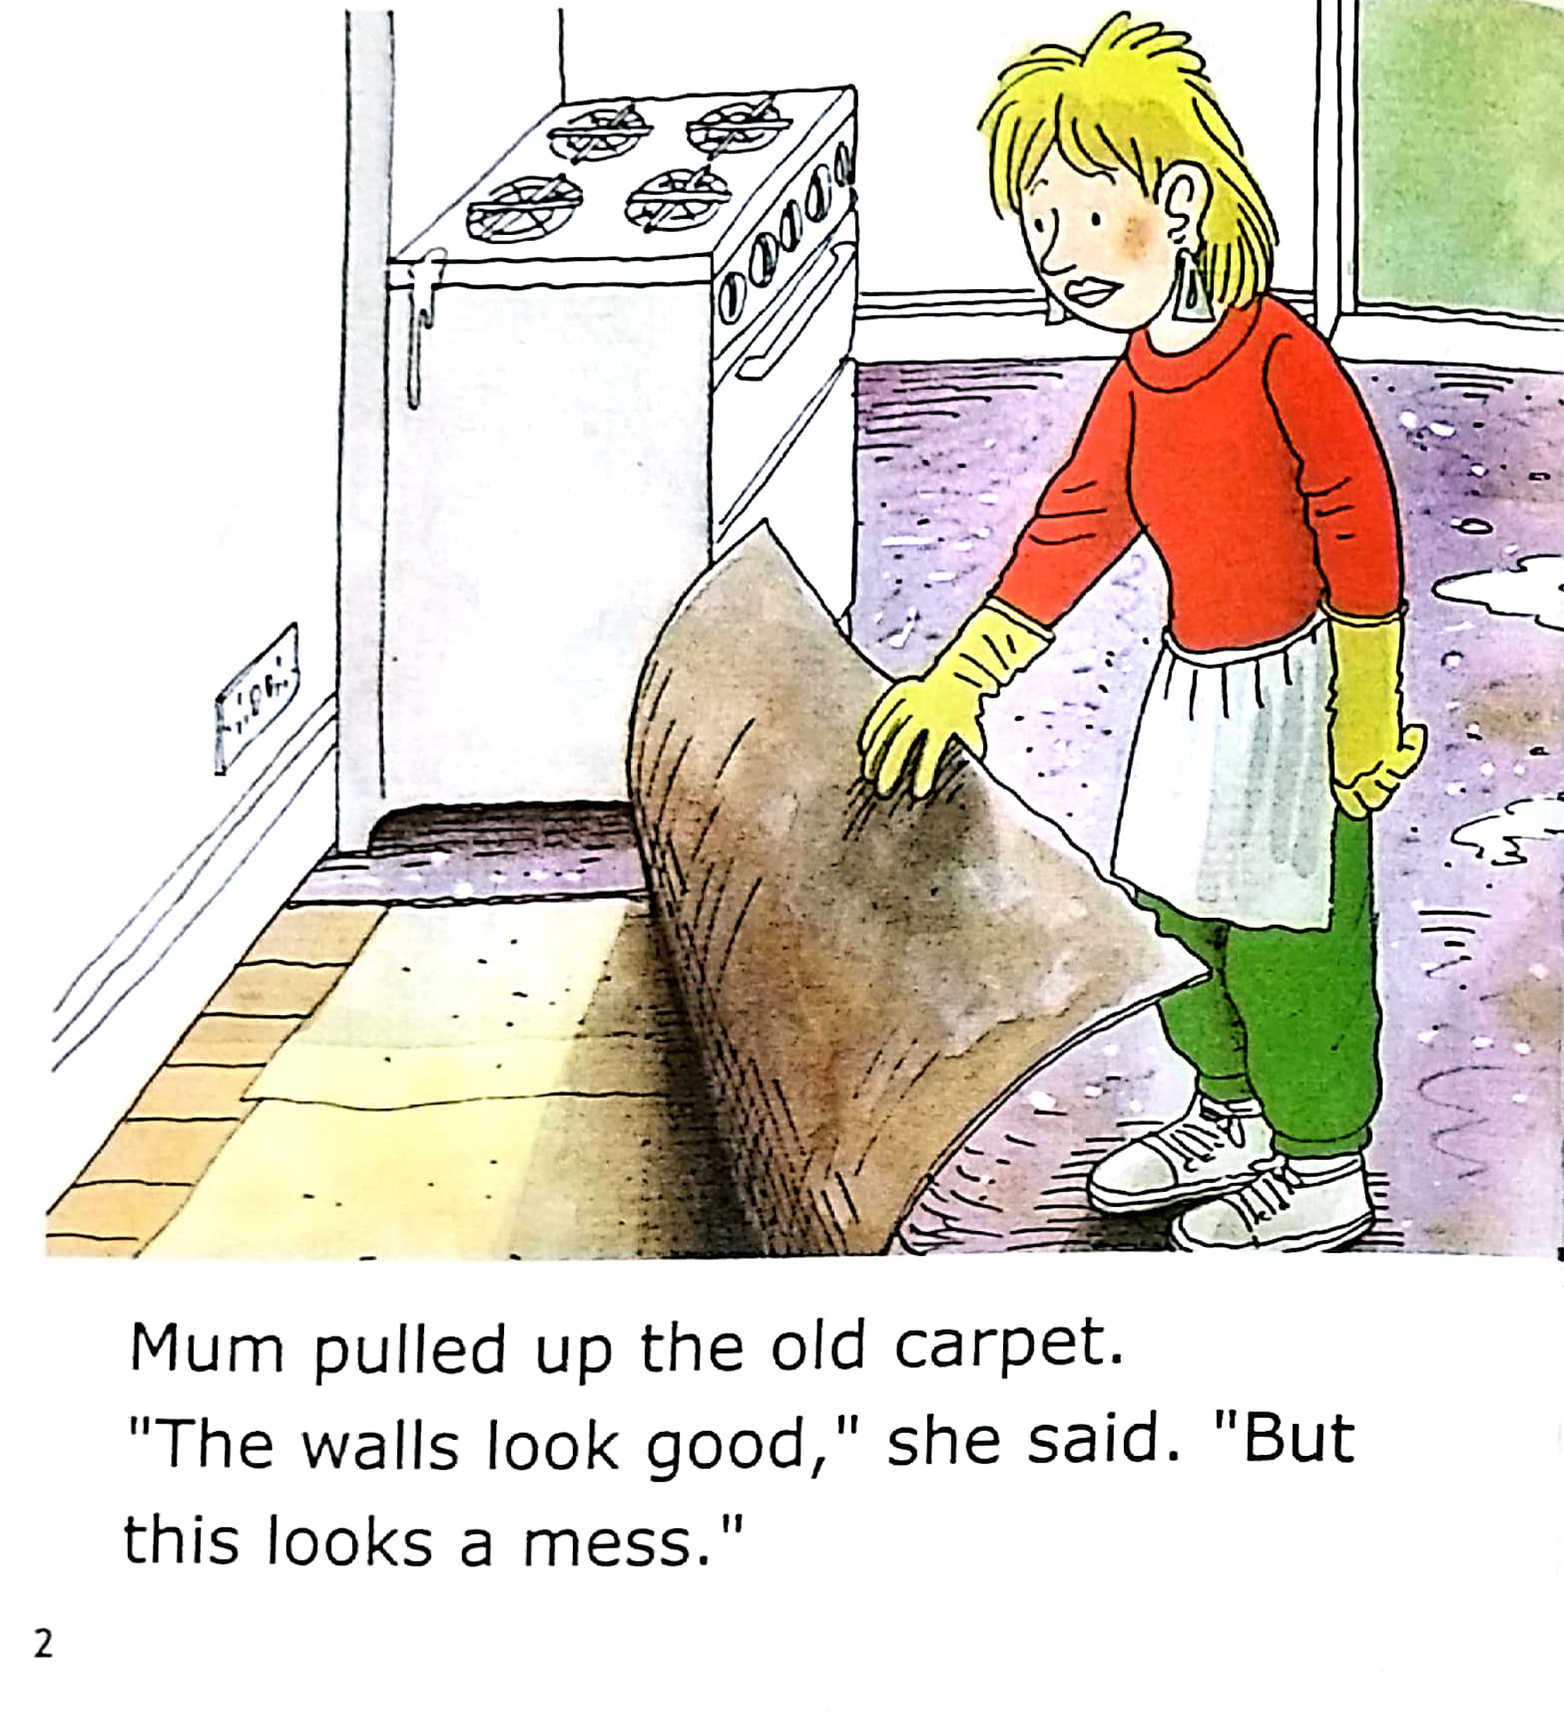 Mum pulled up the old carpet.
"The walls look good," she said. "But
this looks a mess."
2